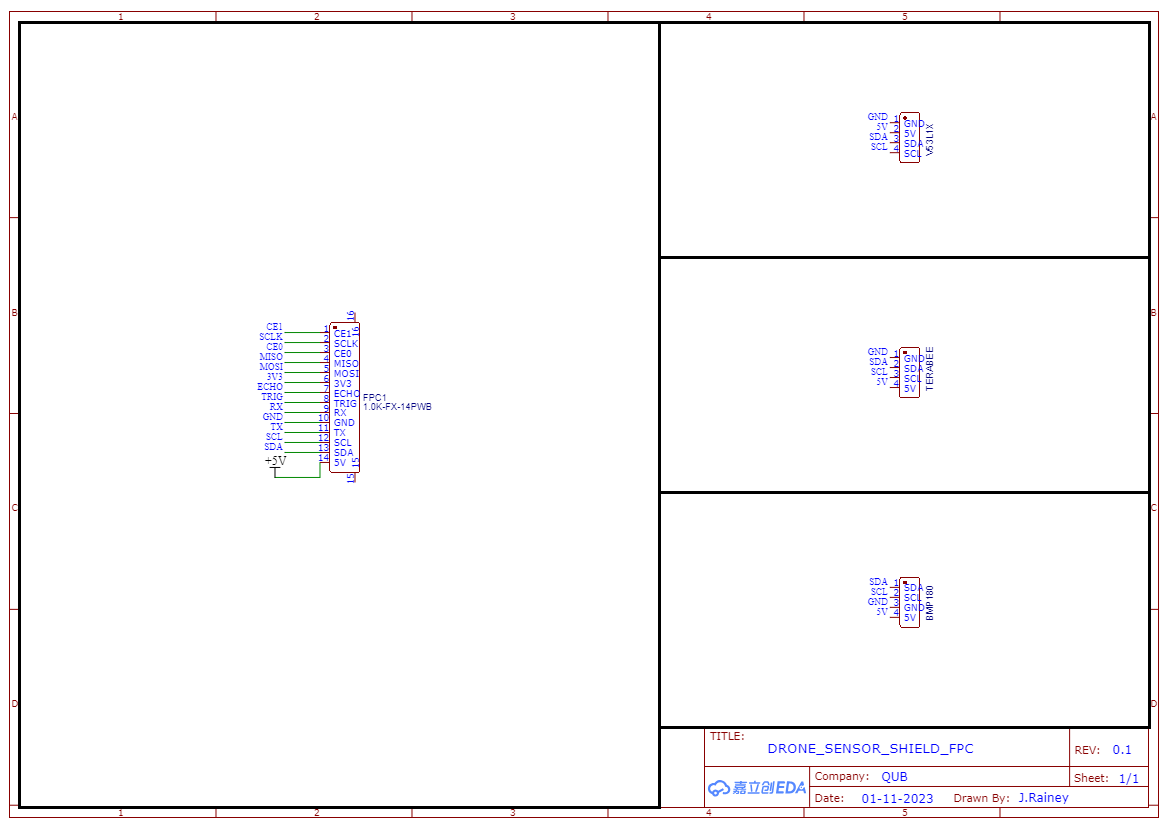 1 2 3 4 5
A
B
C
D
CE1
SCLK
CE0
MISO
MOSI
3V3
ECHO
TRIG
RX
GND
TX
SCL
SDA
+5V
1
2
3
4
5
6
7
8
9
10
11
12
13
14
16
16
CE1
SCLK
CE0
MISO
MOSI
3V3
ECHO
TRIG
RX
GND
TX
SCL
SDA
5V
15
15
FPC1
1.0K-FX-14PWB
GND 1 GND
5V 2 5V
SDA 3 SDA
SCL 4 SCL
V53L1X
GND 1 GND
SDA 2 SDA
SCL 3 SCL
5V 4 5V
TERABEE
SDA 1 SDA
SCL 2 SCL
GND 3 GND
5V 4 5V
BMP180
A
B
C
D
TITLE:
DRONE_SENSOR_SHIELD_FPC
REV: 0.1
嘉立创EDA
Company: QUB
Sheet: 1/1
Date: 01-11-2023 Drawn By: J.Rainey
1 2 3 4 5